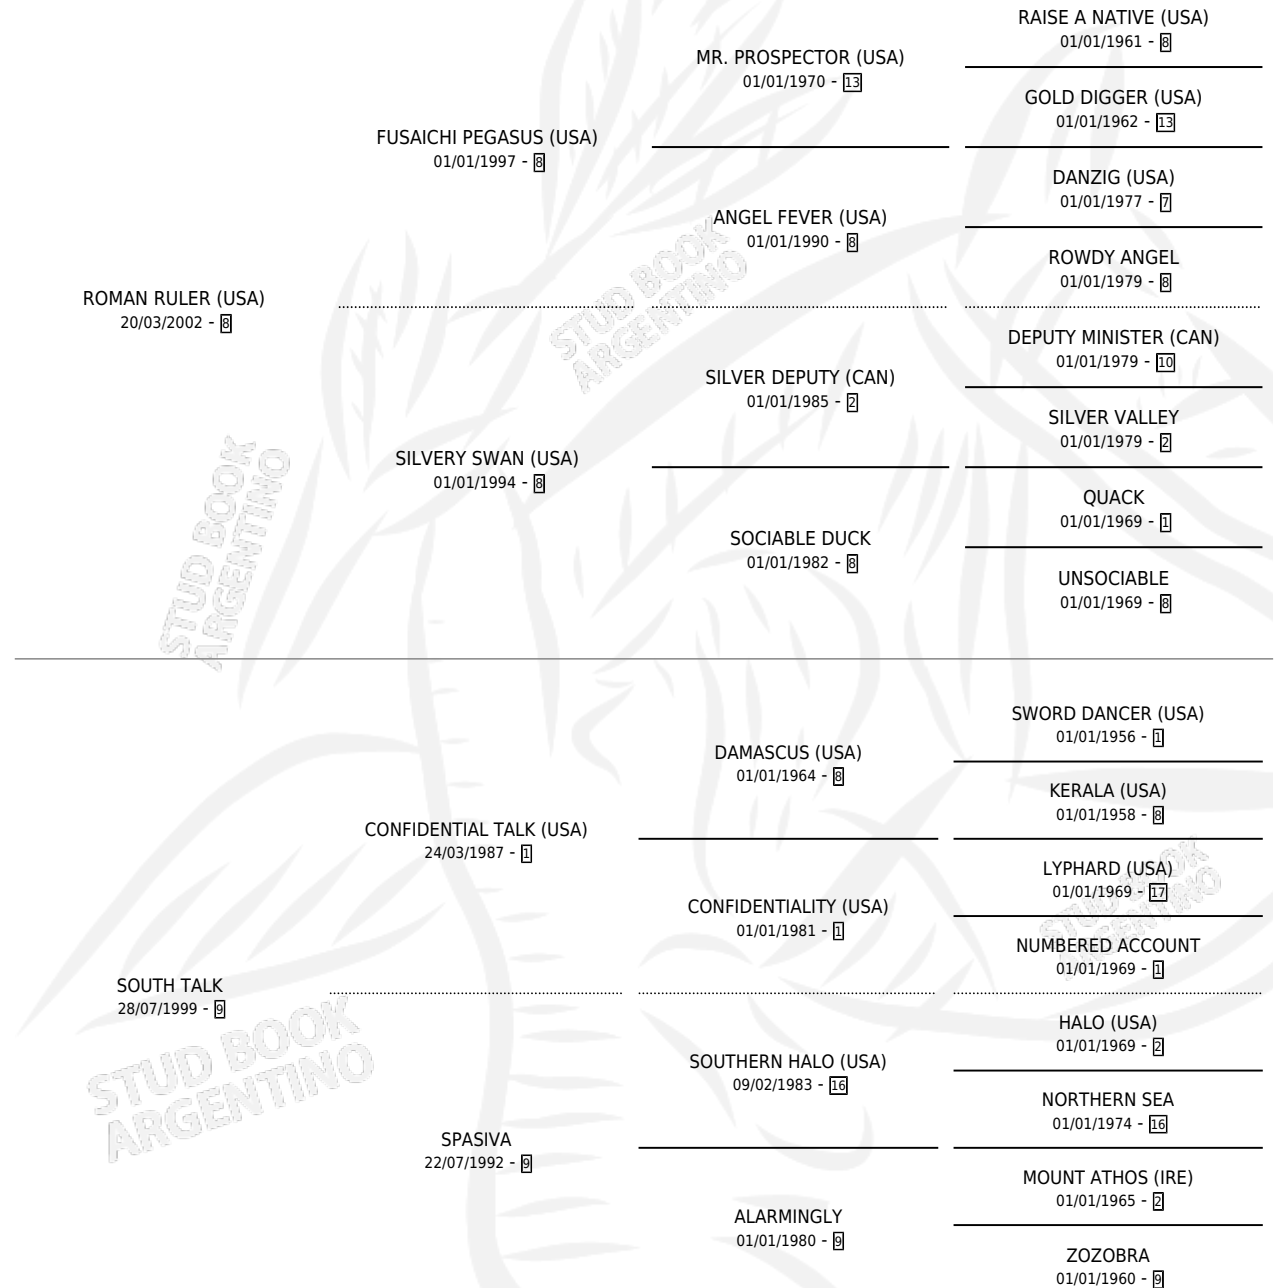 RAISE A NATIVE (USA)
01/01/1961 - 8
MR. PROSPECTOR (USA)
01/01/1970 - 13
GOLD DIGGER (USA)
01/01/1962 - 13
FUSAICHI PEGASUS (USA)
01/01/1997 - 8
DANZIG (USA)
01/01/1977 - 7
ANGEL FEVER (USA)
01/01/1990 - 8
ROWDY ANGEL
01/01/1979 - 8
ROMAN RULER (USA)
20/03/2002 - 8
STUD BOOK
ARGENTINO
DEPUTY MINISTER (CAN)
01/01/1979 - 10
SILVER DEPUTY (CAN)
01/01/1985 - 2
SILVER VALLEY
01/01/1979 - 2
SILVERY SWAN (USA)
01/01/1994 - 8
QUACK
01/01/1969 - 1
SOCIABLE DUCK
01/01/1982 - 8
UNSOCIABLE
01/01/1969 - 8
STUD BOOK
ARGENTINO
SWORD DANCER (USA)
01/01/1956 - 1
DAMASCUS (USA)
01/01/1964 - 8
KERALA (USA)
01/01/1958 - 8
CONFIDENTIAL TALK (USA)
24/03/1987 - 1
LYPHARD (USA)
01/01/1969 - 17
CONFIDENTIALITY (USA)
01/01/1981 - 1
STUD BOOK
ARGENTINO
NUMBERED ACCOUNT
01/01/1969 - 1
SOUTH TALK
28/07/1999 - 9
HALO (USA)
01/01/1969 - 2
SOUTHERN HALO (USA)
09/02/1983 - 16
STUD BOOK
ARGENTINO
NORTHERN SEA
01/01/1974 - 16
SPASIVA
22/07/1992 - 9
MOUNT ATHOS (IRE)
01/01/1965 - 2
ALARMINGLY
01/01/1980 - 9
ZOZOBRA
01/01/1960 - 9